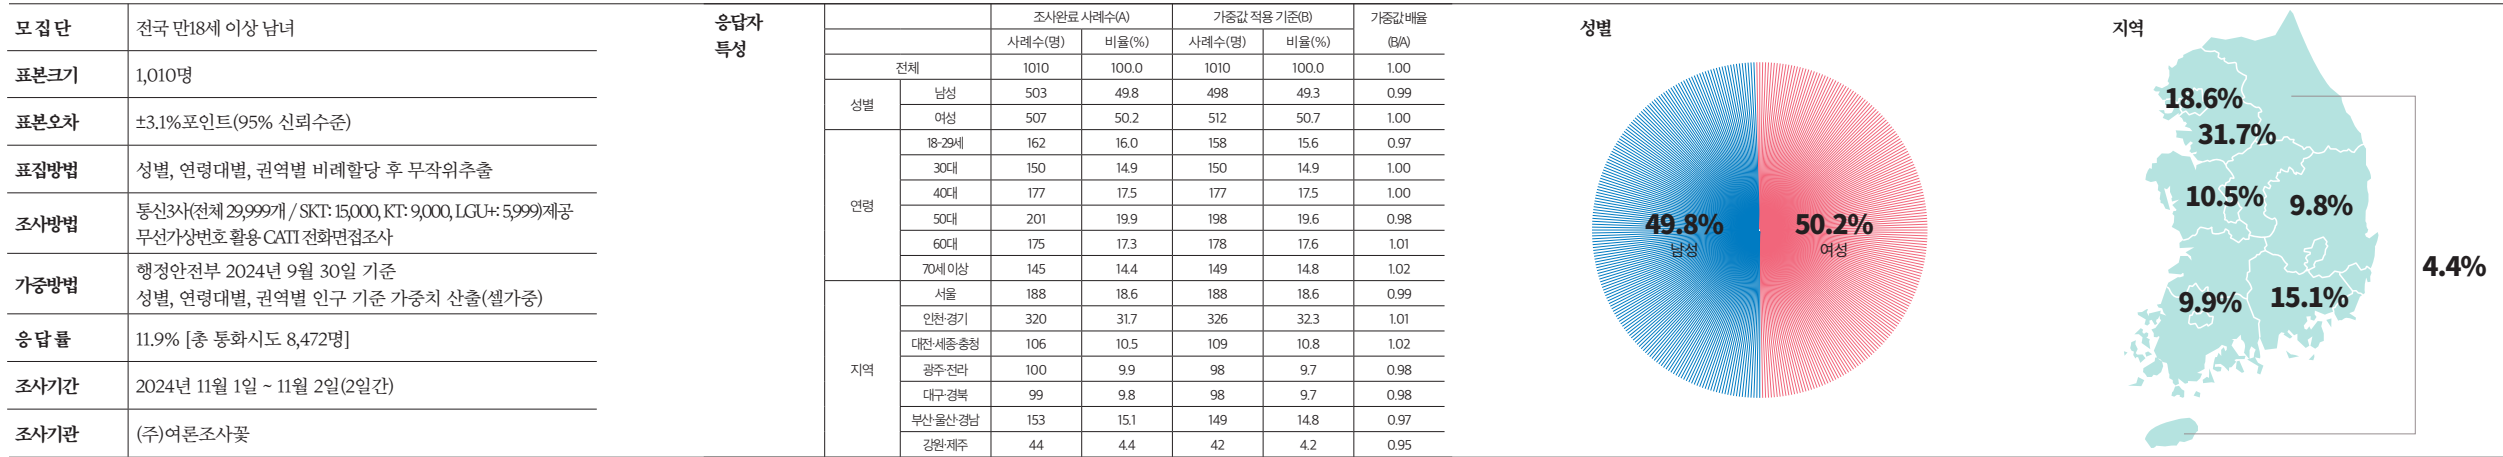 모집단 전국 만18세 이상 남녀
표본크기 1,010명
표본오차 ±3.1%포인트(95% 신뢰수준)
표집방법 성별, 연령대별, 권역별 비례할당 후 무작위추출
조사방법 통신3사(전체 29,999개 / SKT: 15,000, KT: 9,000, LGU+: 5,999)제공
무선가상번호 활용 CATI 전화면접조사
가중방법 행정안전부 2024년 9월 30일 기준
성별, 연령대별, 권역별 인구 기준 가중치 산출(셀가중)
응답률 11.9% [총 통화시도 8,472명]
조사기간 2024년 11월 1일 ~ 11월 2일(2일간)
조사기관 (주)여론조사꽃
응답자
특성
조사완료 사례수(A) 가중값 적용 기준(B) 가중값 배율
사례수(명) 비율(%) 사례수(명) 비율(%) (B/A)
전체 1010 100.0 1010 100.0 1.00
성별 남성 503 49.8 498 49.3 0.99
여성 507 50.2 512 50.7 1.00
연령 18-29세 162 16.0 158 15.6 0.97
30대 150 14.9 150 14.9 1.00
40대 177 17.5 177 17.5 1.00
50대 201 19.9 198 19.6 0.98
60대 175 17.3 178 17.6 1.01
70세 이상 145 14.4 149 14.8 1.02
지역 서울 188 18.6 188 18.6 0.99
인천·경기 320 31.7 326 32.3 1.01
대전·세종·충청 106 10.5 109 10.8 1.02
광주·전라 100 9.9 98 9.7 0.98
대구·경북 99 9.8 98 9.7 0.98
부산·울산·경남 153 15.1 149 14.8 0.97
강원·제주 44 4.4 42 4.2 0.95
성별
49.8%
남성
50.2%
여성
지역
18.6%
31.7%
10.5%
9.8%
4.4%
9.9%
15.1%